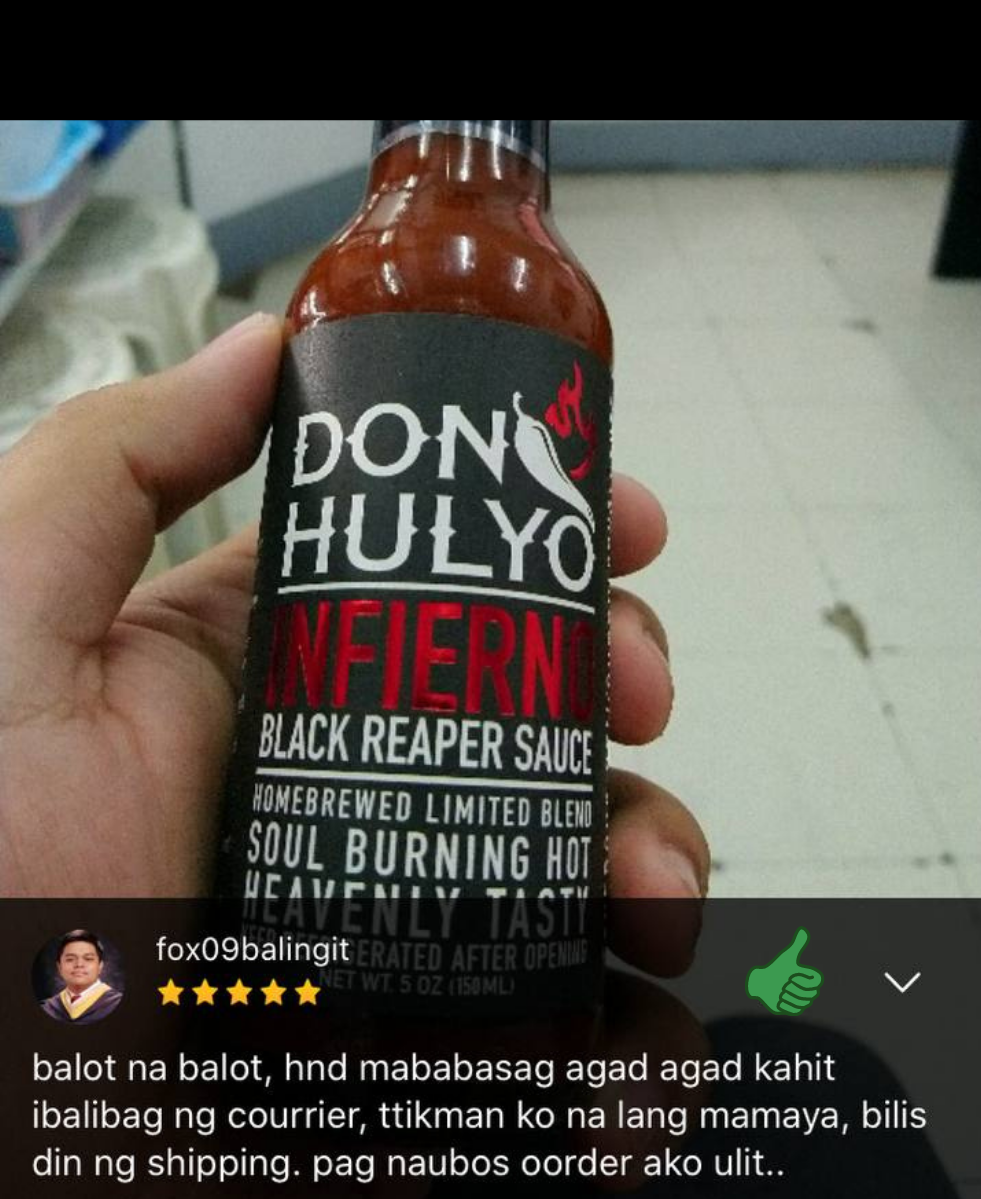 DON
HULYO
INFIERNO
BLACK REAPER SAUCE
HOMEBREWED LIMITED BLEND
SOUL BURNING HOT
HEAVENLY TASTY
KEEP REFRIGERATED AFTER OPENING
NET WT. 5 OZ (150ML)
fox09balingit
balot na balot, hnd mababasag agad agad kahit
ibalibag ng courrier, ttikman ko na lang mamaya, bilis
din ng shipping. pag naubos oorder ako ulit..